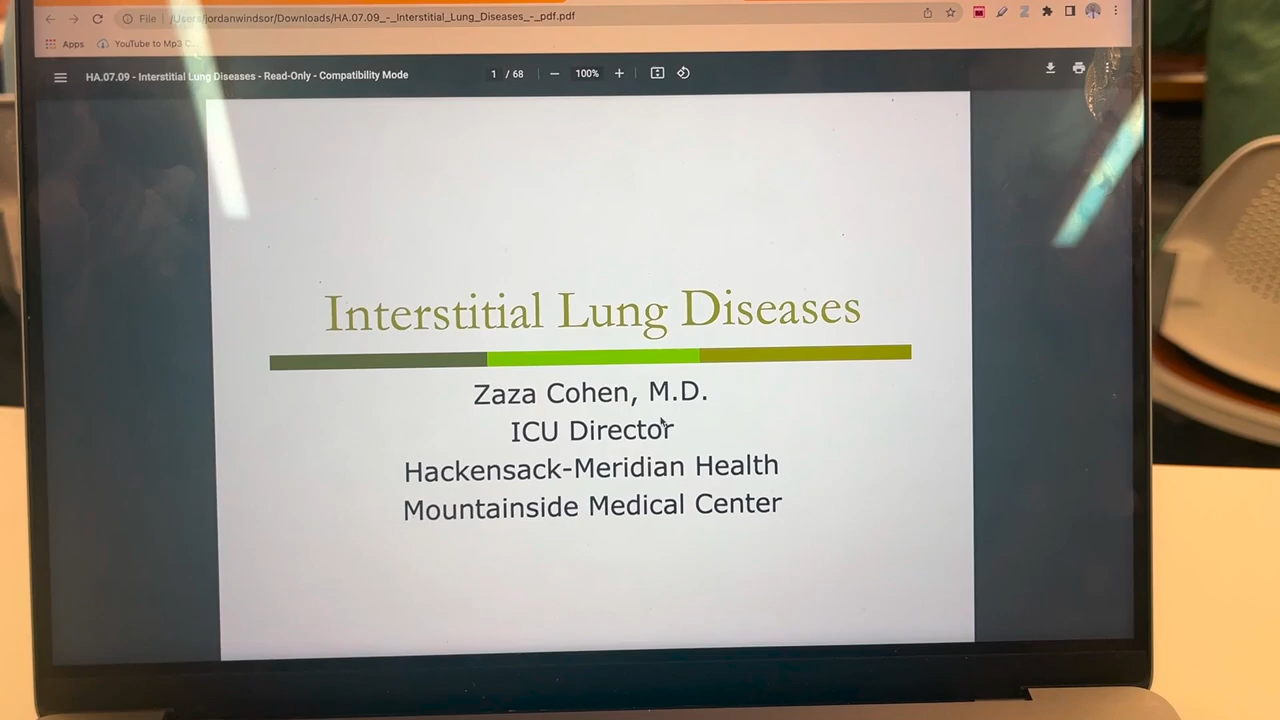 File | /Users/jordanwindsor/Downloads/HA.07.09_-_Interstitial_Lung_Diseases_-_pdf.pdf
Apps YouTube to Mp3 C...
HA.07.09 - Interstitial Lung Diseases - Read-Only - Compatibility Mode 1 / 68 100%
Interstitial Lung Diseases
Zaza Cohen, M.D.
ICU Director
Hackensack-Meridian Health
Mountainside Medical Center